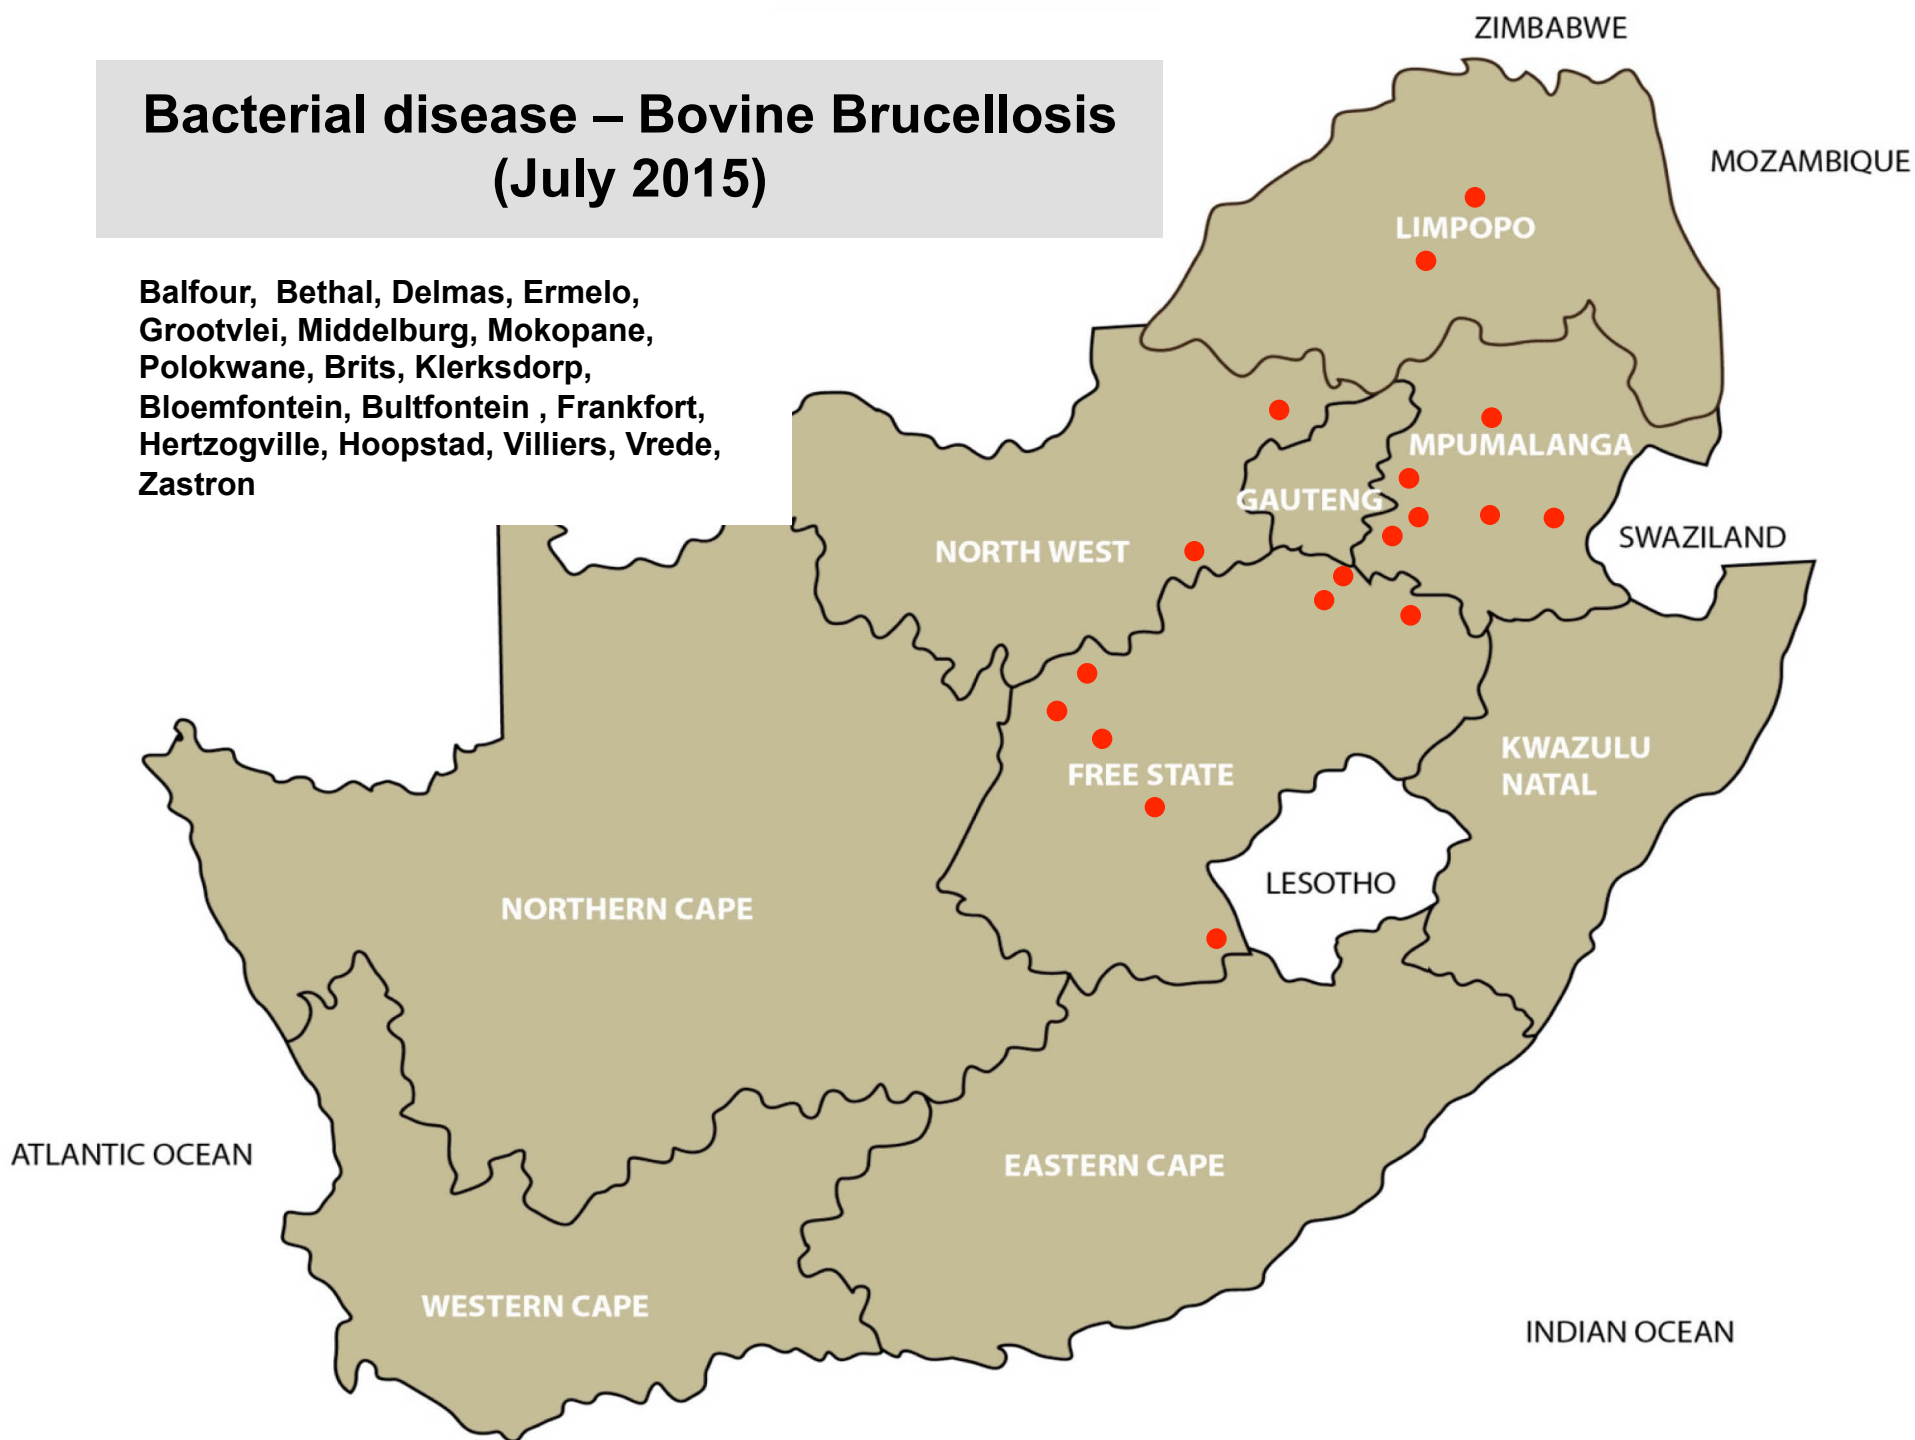 Bacterial disease – Bovine Brucellosis
(July 2015)
Balfour,  Bethal, Delmas, Ermelo,
Grootvlei, Middelburg, Mokopane,
Polokwane, Brits, Klerksdorp,
Bloemfontein, Bultfontein , Frankfort,
Hertzogville, Hoopstad, Villiers, Vrede,
Zastron
ZIMBABWE
MOZAMBIQUE
LIMPOPO
MPUMALANGA
GAUTENG
SWAZILAND
NORTH WEST
KWAZULU
NATAL
FREE STATE
LESOTHO
NORTHERN CAPE
ATLANTIC OCEAN
EASTERN CAPE
WESTERN CAPE
INDIAN OCEAN